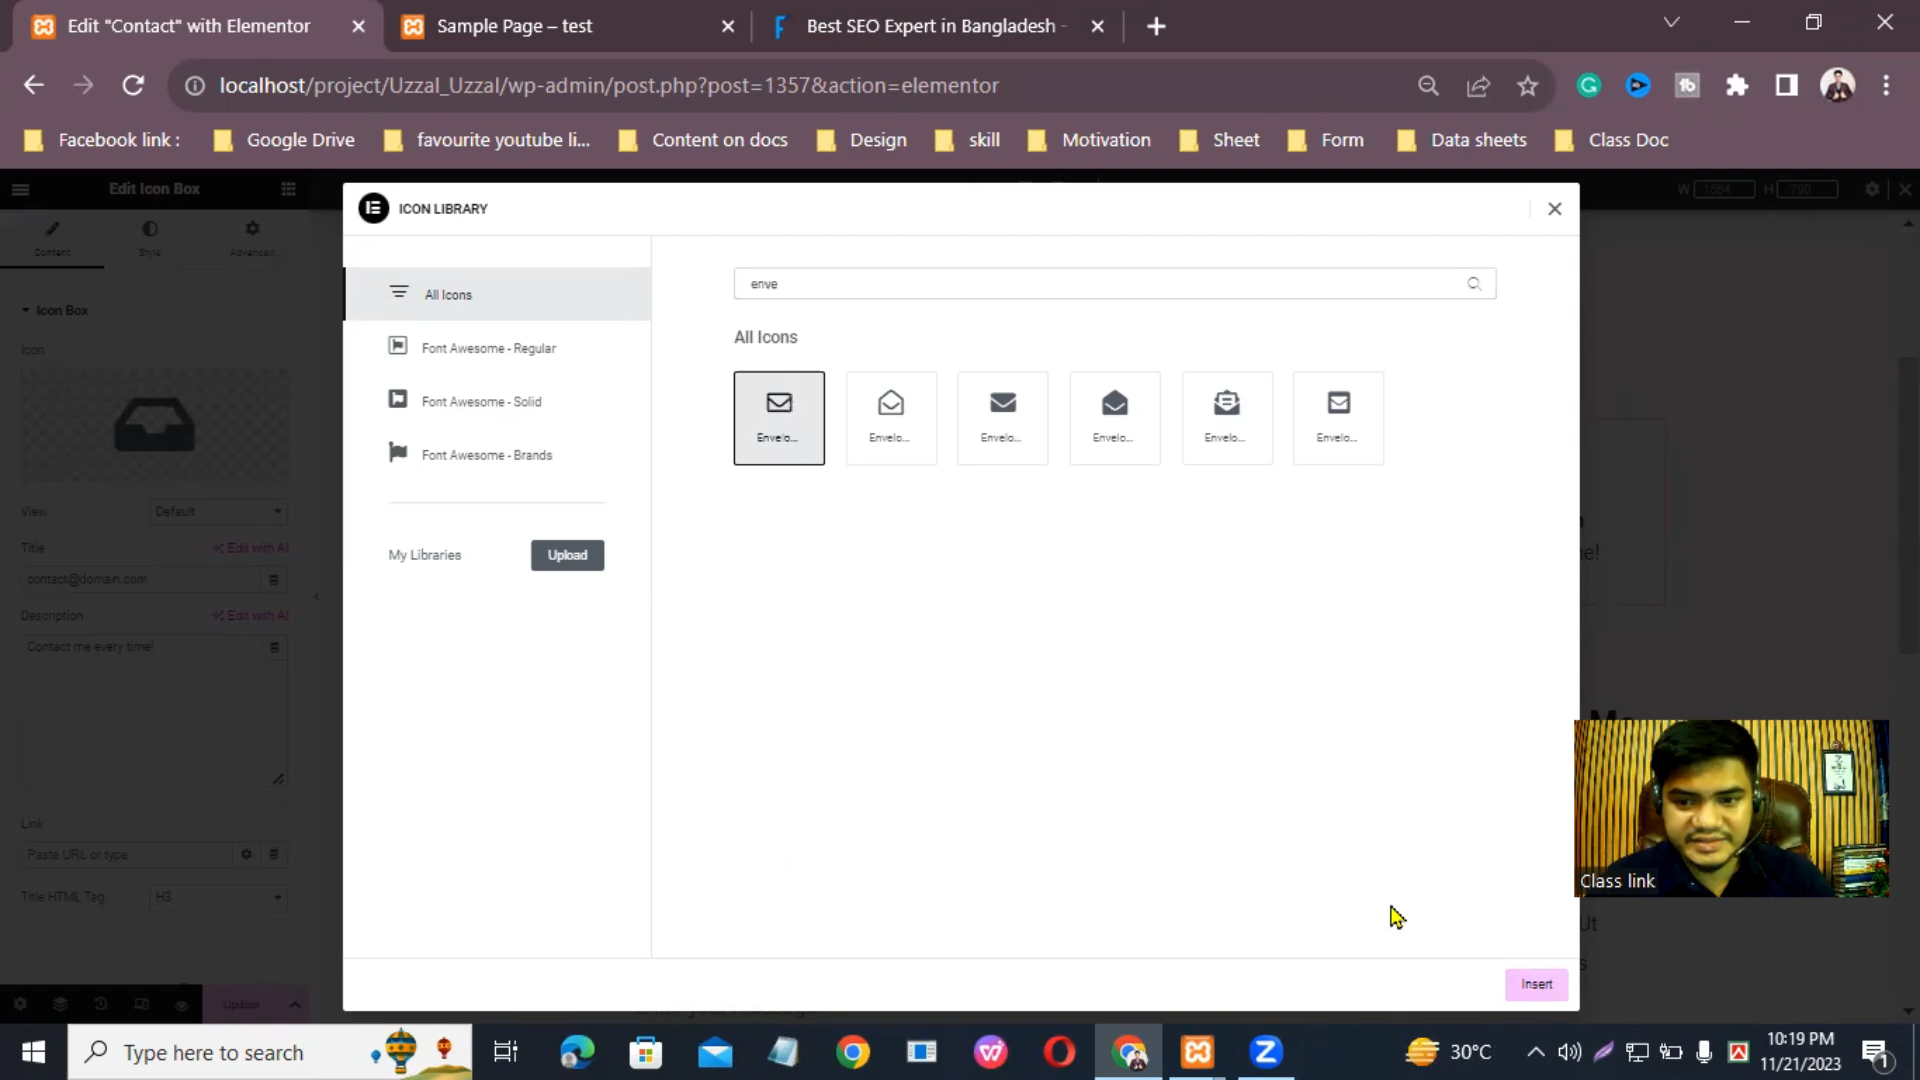 Edit "Contact" with Elementor
Sample Page – test
Best SEO Expert in Bangladesh -
localhost/project/Uzzal_Uzzal/wp-admin/post.php?post=1357&action=elementor
Facebook link :
Google Drive
favourite youtube li...
Content on docs
Design
skill
Motivation
Sheet
Form
Data sheets
Class Doc
Edit Icon Box
W 1564 H 790
Content
Style
Advanced
Icon Box
Icon
View
Default
Title
Edit with AI
contact@domain.com
Description
Edit with AI
Contact me every time!
Link
Paste URL or type
Title HTML Tag
H3
Update
ICON LIBRARY
All Icons
Font Awesome - Regular
Font Awesome - Solid
Font Awesome - Brands
My Libraries
Upload
enve
All Icons
Envelo...
Envelo...
Envelo...
Envelo...
Envelo...
Envelo...
Insert
Class link
Ut
Type here to search
30°C
10:19 PM
11/21/2023
1